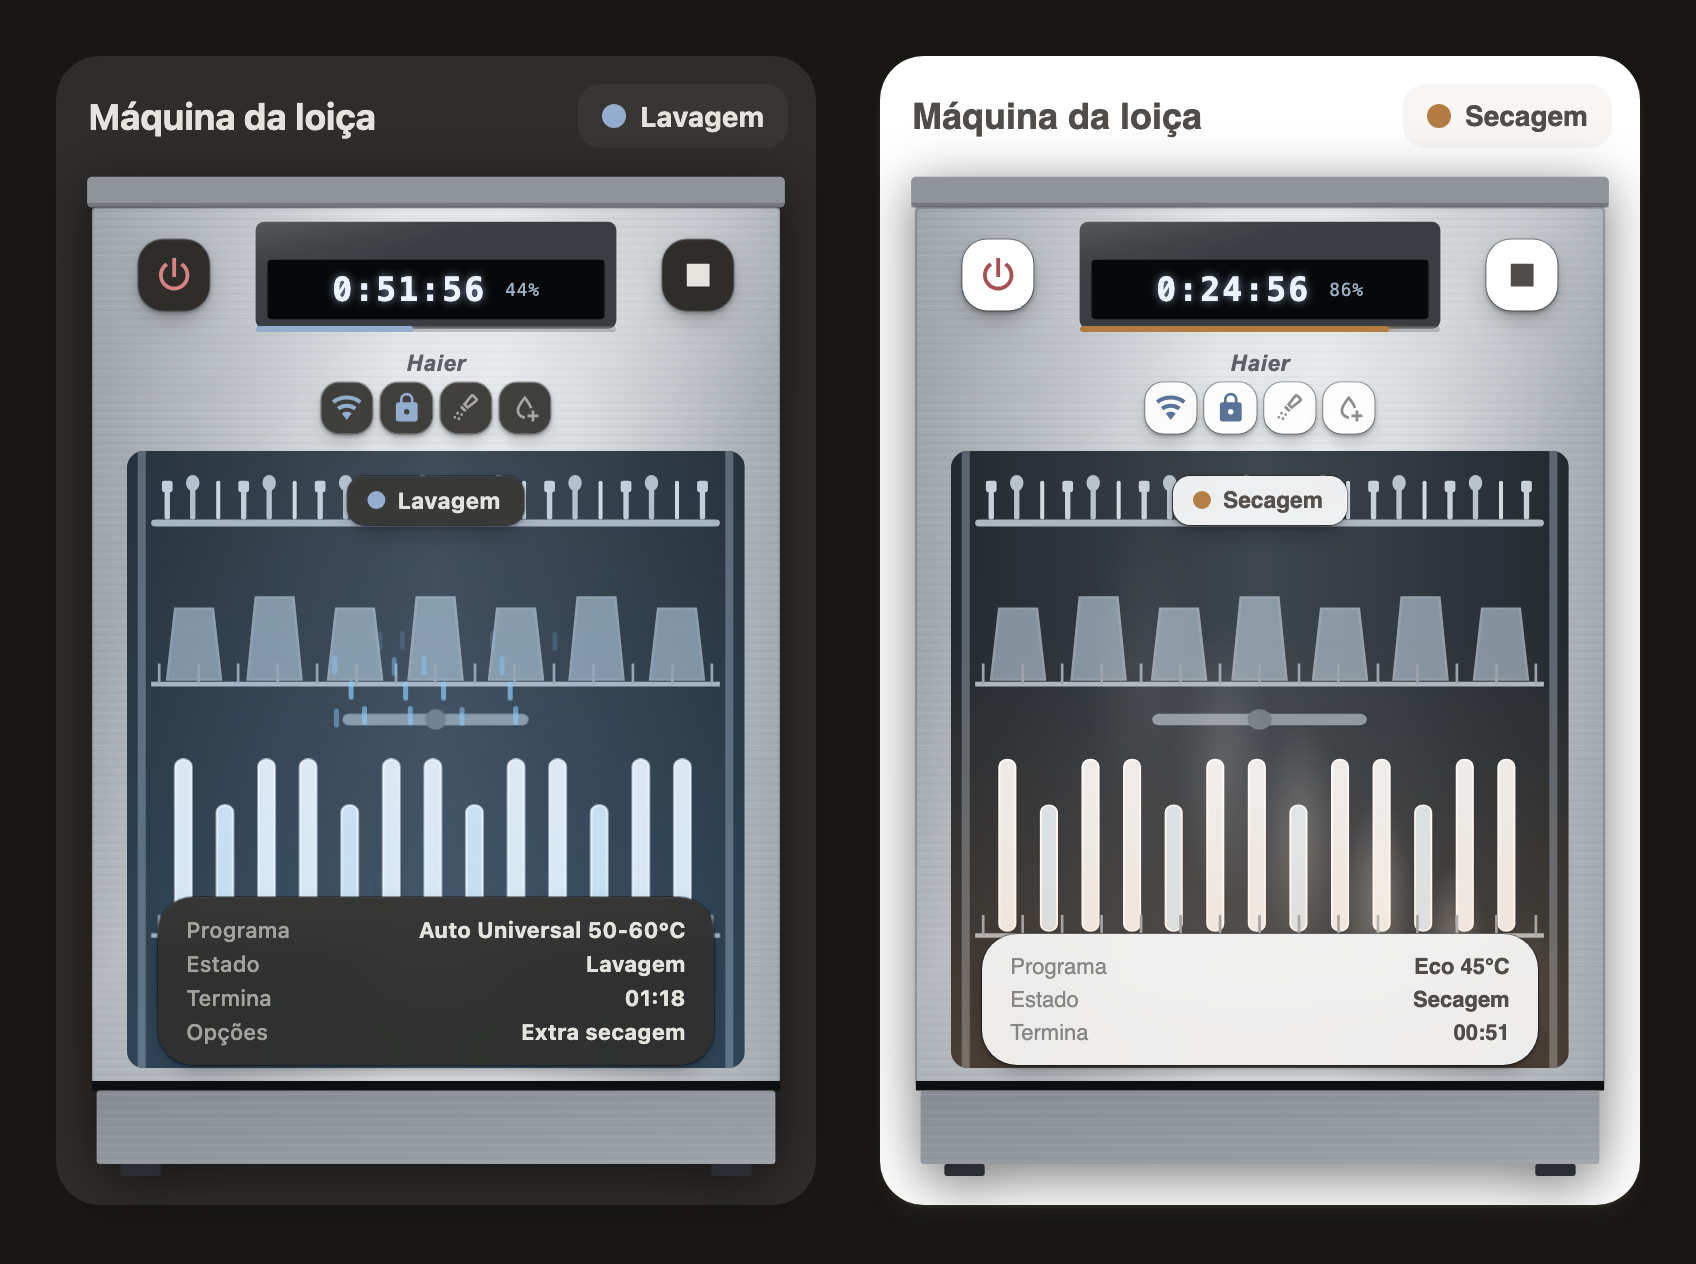 Máquina da loiça
Lavagem
0:51:56 44%
Haier
Lavagem
Programa Auto Universal 50-60°C
Estado Lavagem
Termina 01:18
Opções Extra secagem
Máquina da loiça
Secagem
0:24:56 86%
Haier
Secagem
Programa Eco 45°C
Estado Secagem
Termina 00:51